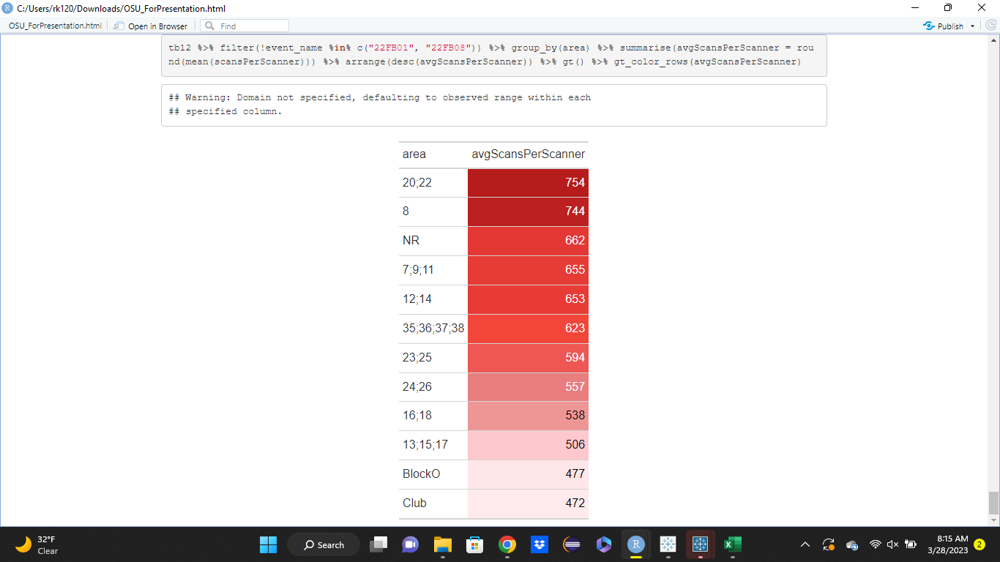 C:/Users/rk120/Downloads/OSU_ForPresentation.html
OSU_ForPresentation.html
Open in Browser
Find
Publish
tbl2 %>% filter(!event_name %in% c("22FB01", "22FB08")) %>% group_by(area) %>% summarise(avgScansPerScanner = rou
nd(mean(scansPerScanner))) %>% arrange(desc(avgScansPerScanner)) %>% gt() %>% gt_color_rows(avgScansPerScanner)
## Warning: Domain not specified, defaulting to observed range within each
## specified column.
area avgScansPerScanner
20;22 754
8 744
NR 662
7;9;11 655
12;14 653
35;36;37;38 623
23;25 594
24;26 557
16;18 538
13;15;17 506
BlockO 477
Club 472
32°F
Clear
Search
8:15 AM
3/28/2023
2